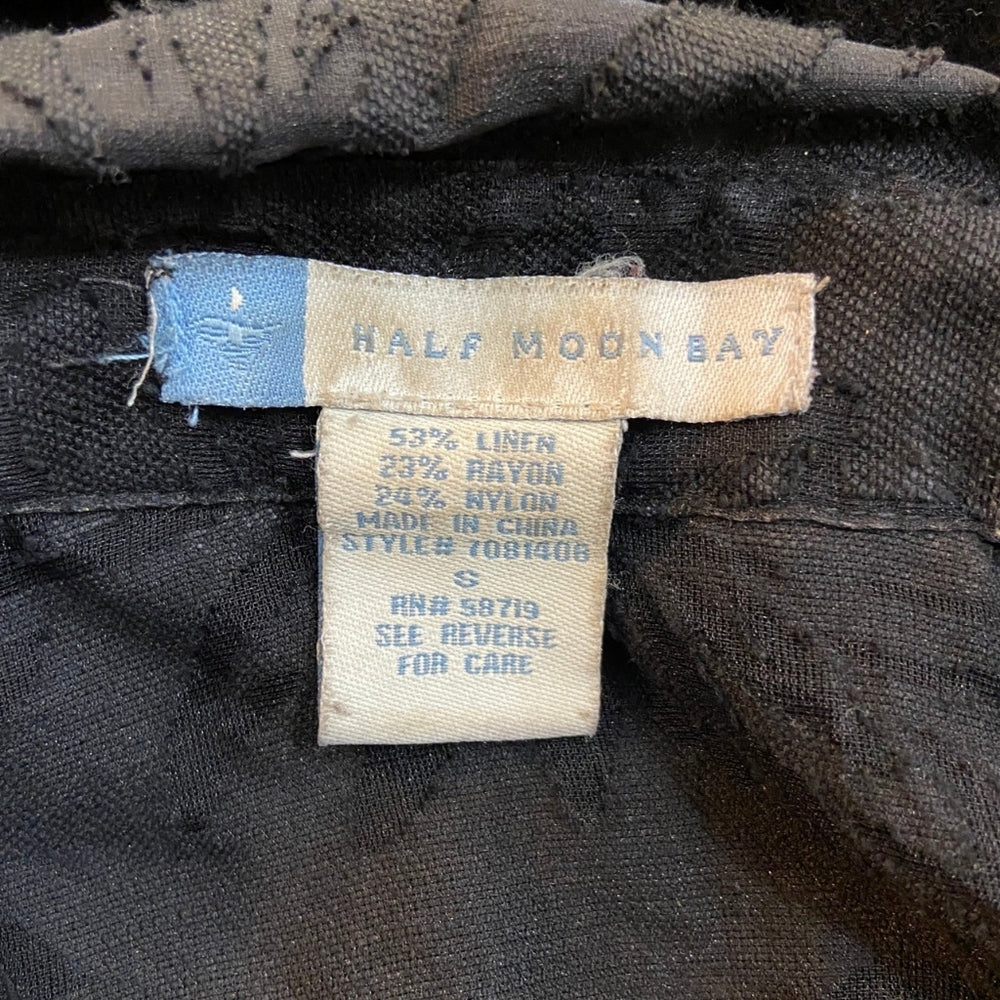 HALF MOON BAY
53% LINEN
23% RAYON
24% NYLON
MADE IN CHINA
STYLE# 7081406
S
RN# 58719
SEE REVERSE
FOR CARE